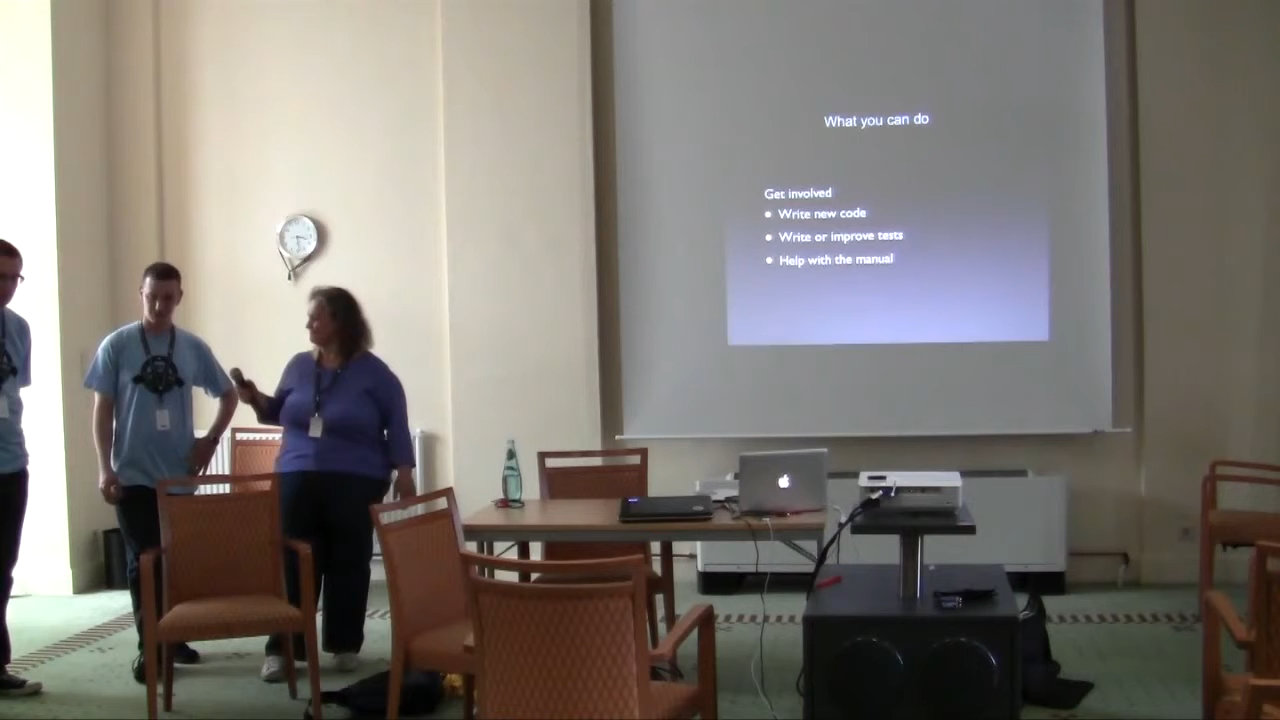 What you can do
Get involved
• Write new code
• Write or improve tests
• Help with the manual